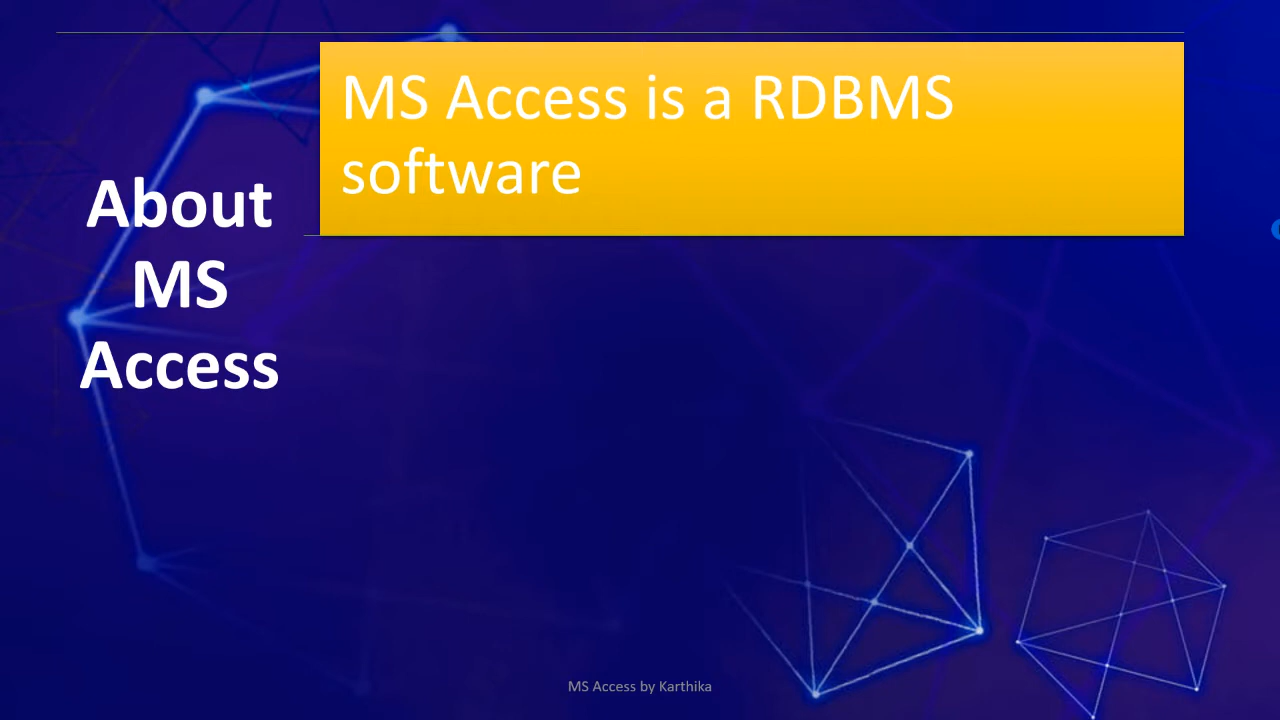 MS Access is a RDBMS
software
About
MS
Access
MS Access by Karthika